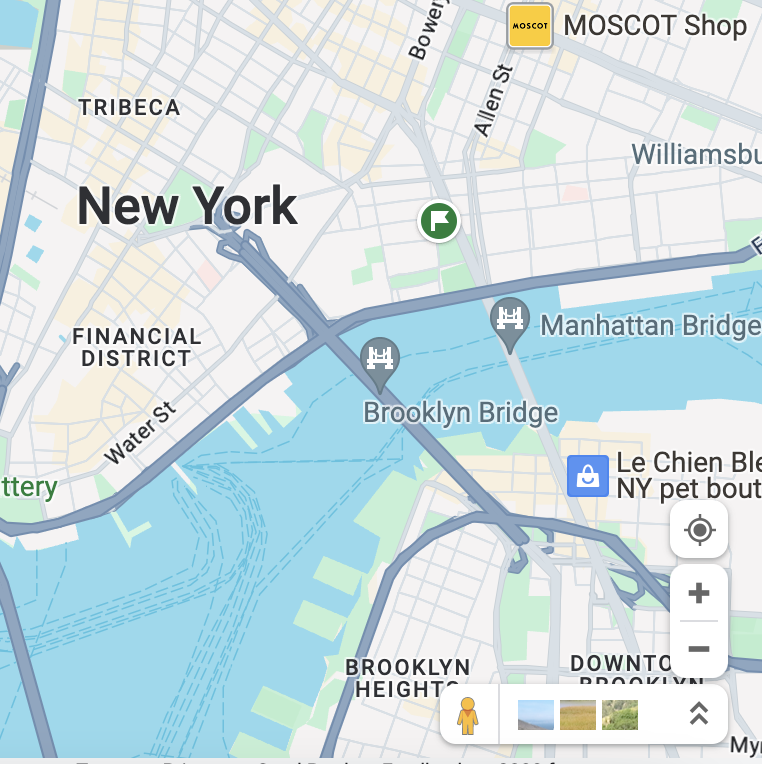 Bowery
MOSCOT
MOSCOT Shop
Allen St
TRIBECA
Williamsbu
New York
FINANCIAL
DISTRICT
Manhattan Bridge
Brooklyn Bridge
Water St
Le Chien Ble
NY pet bout
ttery
BROOKLYN
HEIGHTS
DOWNTO
BROOKLYN
My